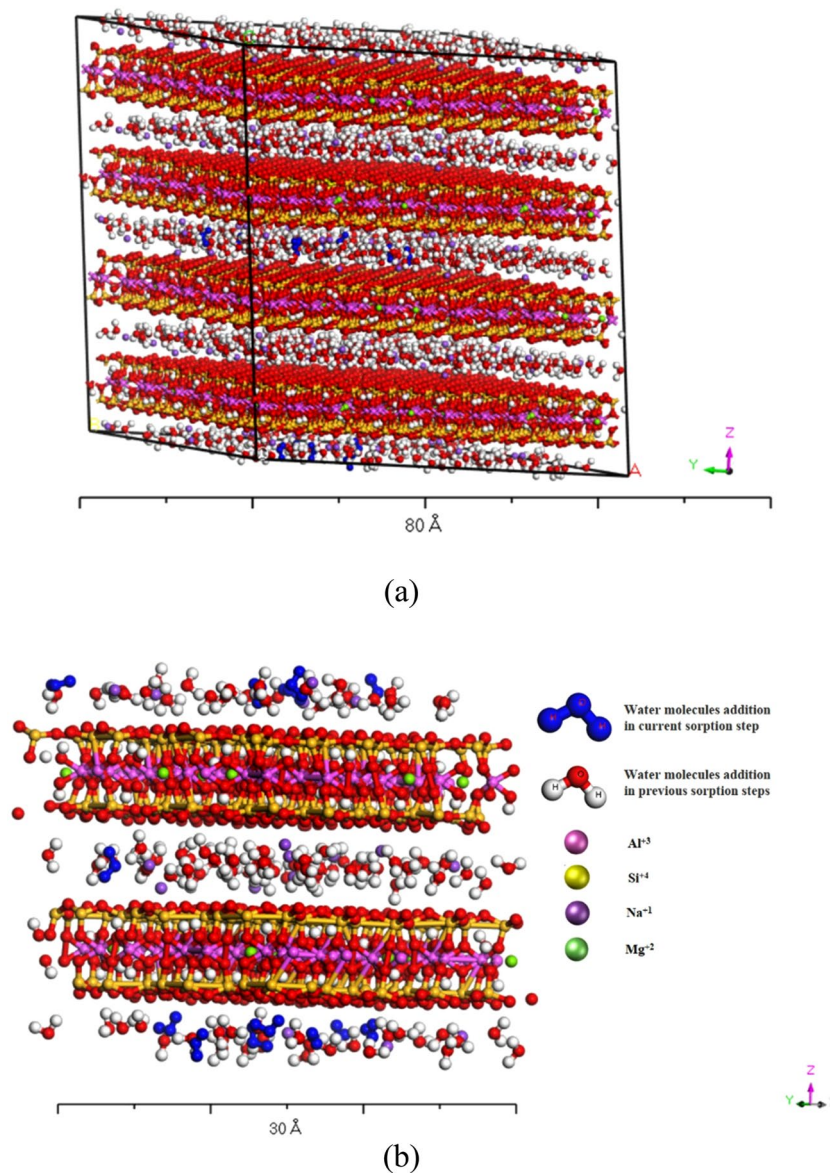 A
Z
Y
80 Å
(a)
Water molecules addition
in current sorption step
Water molecules addition
in previous sorption steps
H H
Al+3
Si+4
Na+1
Mg+2
Z
Y
30 Å
(b)